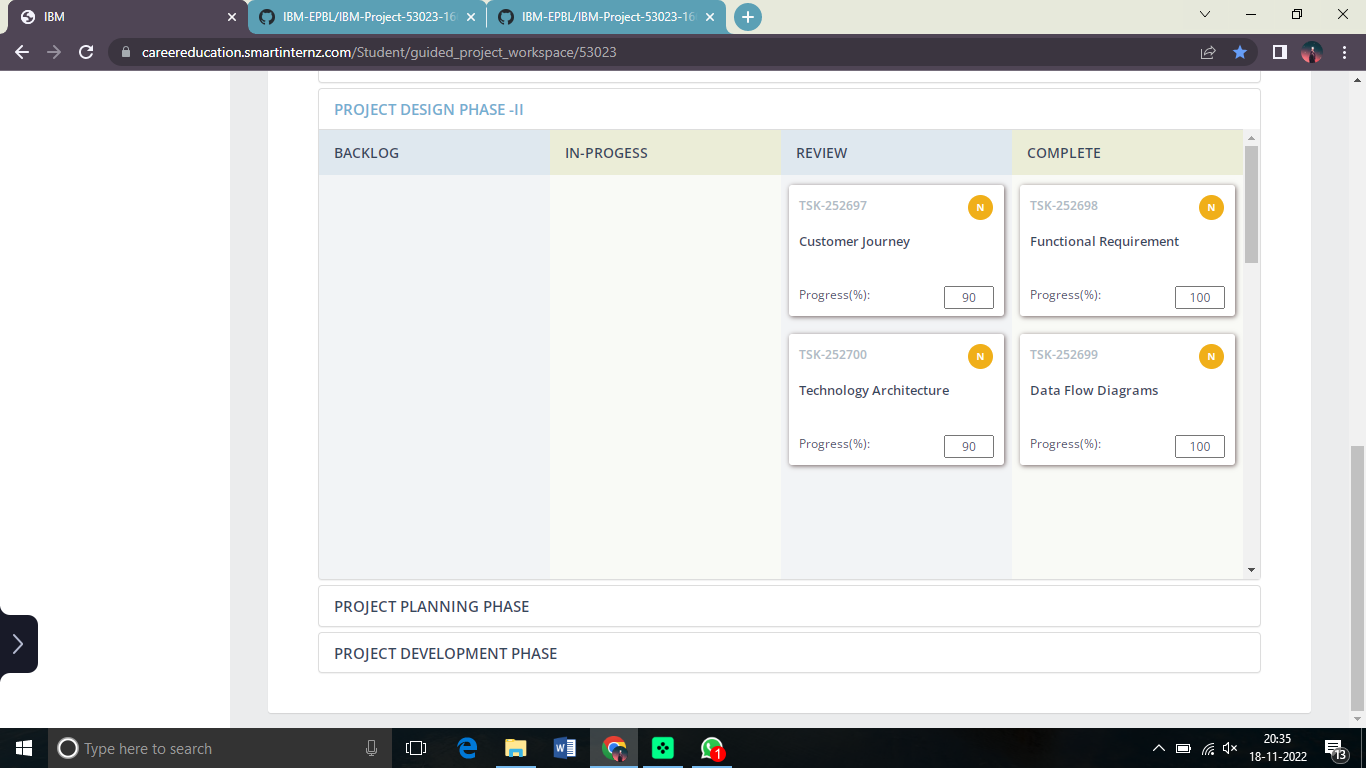 IBM
IBM-EPBL/IBM-Project-53023-16
IBM-EPBL/IBM-Project-53023-16
careereducation.smartinternz.com/Student/guided_project_workspace/53023
PROJECT DESIGN PHASE -II
BACKLOG
IN-PROGESS
REVIEW
COMPLETE
TSK-252697
N
Customer Journey
Progress(%):
90
TSK-252698
N
Functional Requirement
Progress(%):
100
TSK-252700
N
Technology Architecture
Progress(%):
90
TSK-252699
N
Data Flow Diagrams
Progress(%):
100
PROJECT PLANNING PHASE
PROJECT DEVELOPMENT PHASE
Type here to search
1
20:35
18-11-2022
13